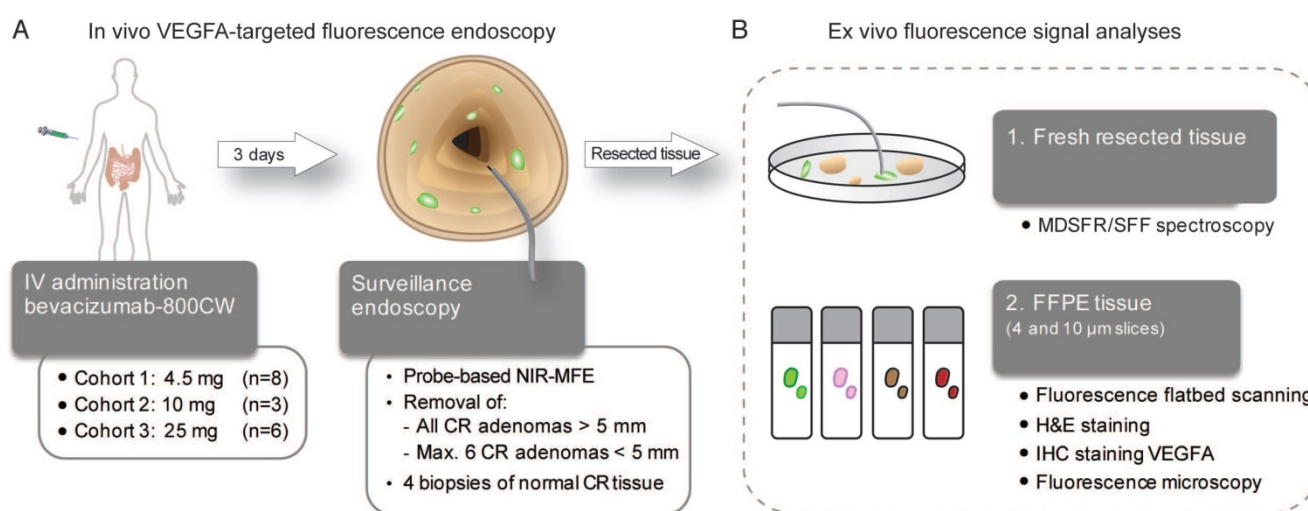 A In vivo VEGFA-targeted fluorescence endoscopy
3 days
Resected tissue
IV administration
bevacizumab-800CW
• Cohort 1: 4.5 mg (n=8)
• Cohort 2: 10 mg (n=3)
• Cohort 3: 25 mg (n=6)
Surveillance
endoscopy
• Probe-based NIR-MFE
• Removal of:
- All CR adenomas > 5 mm
- Max. 6 CR adenomas < 5 mm
• 4 biopsies of normal CR tissue
B Ex vivo fluorescence signal analyses
1. Fresh resected tissue
• MDSFR/SFF spectroscopy
2. FFPE tissue
(4 and 10 µm slices)
• Fluorescence flatbed scanning
• H&E staining
• IHC staining VEGFA
• Fluorescence microscopy